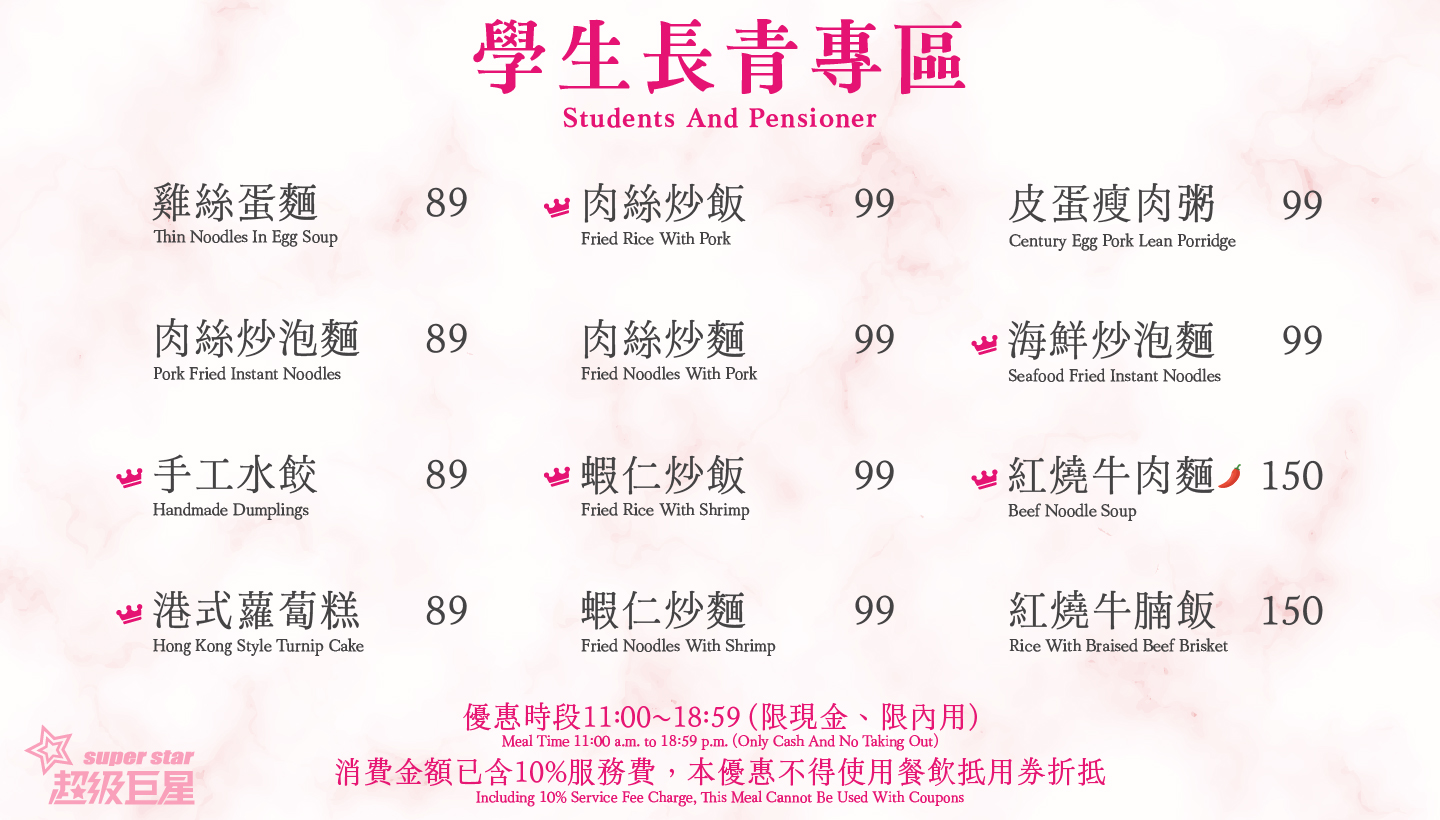 學生長青專區
Students And Pensioner
雞絲蛋麵 89
Thin Noodles In Egg Soup
肉絲炒泡麵 89
Pork Fried Instant Noodles
手工水餃 89
Handmade Dumplings
港式蘿蔔糕 89
Hong Kong Style Turnip Cake
肉絲炒飯 99
Fried Rice With Pork
肉絲炒麵 99
Fried Noodles With Pork
蝦仁炒飯 99
Fried Rice With Shrimp
蝦仁炒麵 99
Fried Noodles With Shrimp
皮蛋瘦肉粥 99
Century Egg Pork Lean Porridge
海鮮炒泡麵 99
Seafood Fried Instant Noodles
紅燒牛肉麵 150
Beef Noodle Soup
紅燒牛腩飯 150
Rice With Braised Beef Brisket
優惠時段11:00~18:59 (限現金、限內用)
Meal Time 11:00 a.m. to 18:59 p.m. (Only Cash And No Taking Out)
消費金額已含10%服務費，本優惠不得使用餐飲抵用券折抵
Including 10% Service Fee Charge, This Meal Cannot Be Used With Coupons
super star
超级巨星